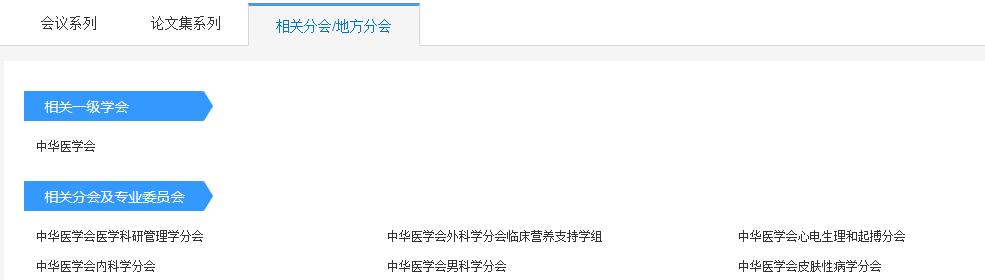 会议系列 论文集系列 相关分会/地方分会
相关一级学会
中华医学会
相关分会及专业委员会
中华医学会医学科研管理学分会 中华医学会外科学分会临床营养支持学组 中华医学会心电生理和起搏分会
中华医学会内科学分会 中华医学会男科学分会 中华医学会皮肤性病学分会